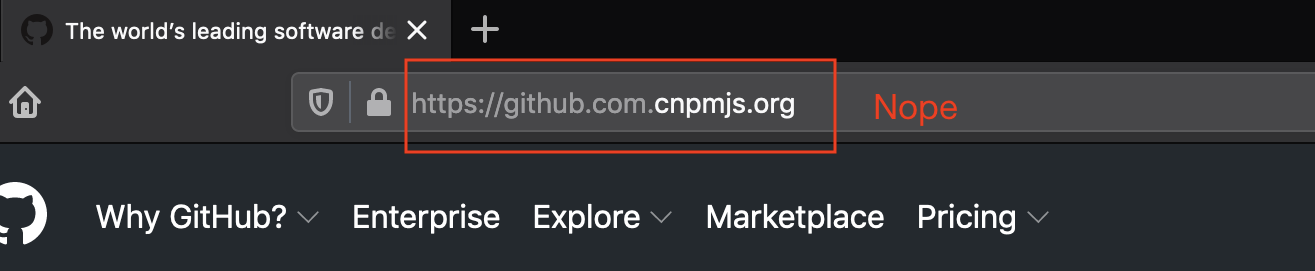 The world's leading software de
https://github.com.cnpmjs.org
Nope
Why GitHub?
Enterprise
Explore
Marketplace
Pricing